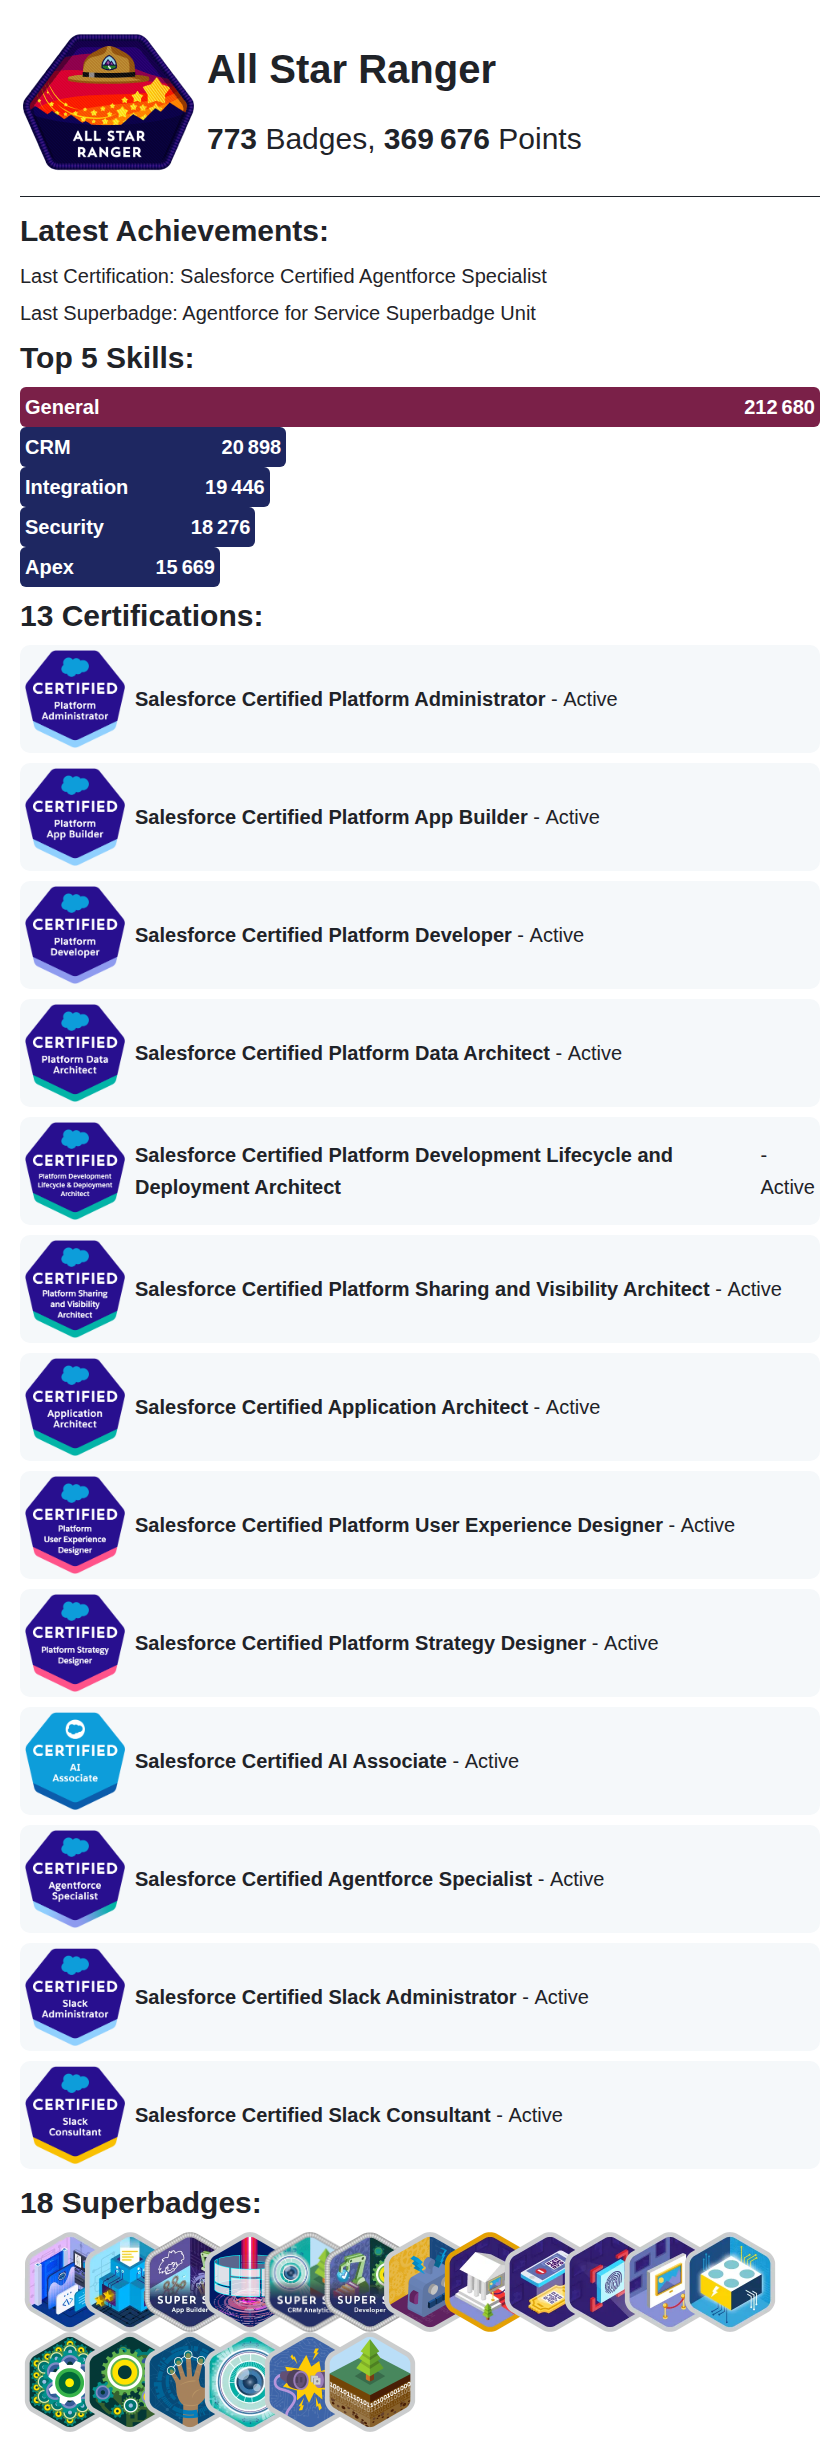 ALL STAR
RANGER
All Star Ranger
773 Badges, 369 676 Points
Latest Achievements:
Last Certification: Salesforce Certified Agentforce Specialist
Last Superbadge: Agentforce for Service Superbadge Unit
Top 5 Skills:
General 212 680
CRM 20 898
Integration 19 446
Security 18 276
Apex 15 669
13 Certifications:
CERTIFIED
Platform
Administrator
Salesforce Certified Platform Administrator - Active
CERTIFIED
Platform
App Builder
Salesforce Certified Platform App Builder - Active
CERTIFIED
Platform
Developer
Salesforce Certified Platform Developer - Active
CERTIFIED
Platform Data
Architect
Salesforce Certified Platform Data Architect - Active
CERTIFIED
Platform Development
Lifecycle & Deployment
Architect
Salesforce Certified Platform Development Lifecycle and -
Deployment Architect Active
CERTIFIED
Platform Sharing
and Visibility
Architect
Salesforce Certified Platform Sharing and Visibility Architect - Active
CERTIFIED
Application
Architect
Salesforce Certified Application Architect - Active
CERTIFIED
Platform
User Experience
Designer
Salesforce Certified Platform User Experience Designer - Active
CERTIFIED
Platform Strategy
Designer
Salesforce Certified Platform Strategy Designer - Active
CERTIFIED
AI
Associate
Salesforce Certified AI Associate - Active
CERTIFIED
Agentforce
Specialist
Salesforce Certified Agentforce Specialist - Active
CERTIFIED
Slack
Administrator
Salesforce Certified Slack Administrator - Active
CERTIFIED
Slack
Consultant
Salesforce Certified Slack Consultant - Active
18 Superbadges:
SUPER S
App Builder
SUPER S
CRM Analytics
SUPER S
Developer